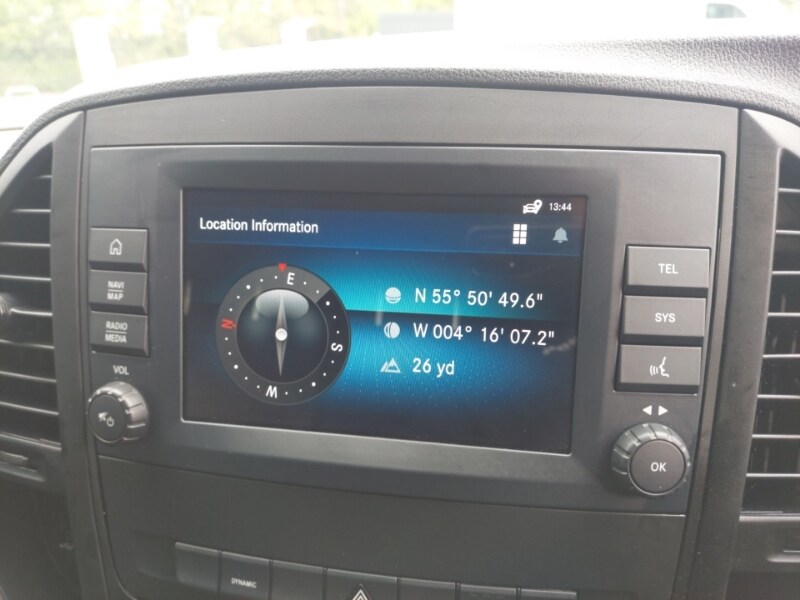 13:44
Location Information
E
N
S
W
N 55° 50' 49.6"
W 004° 16' 07.2"
26 yd
NAVI
MAP
RADIO
MEDIA
VOL
TEL
SYS
OK
DYNAMIC